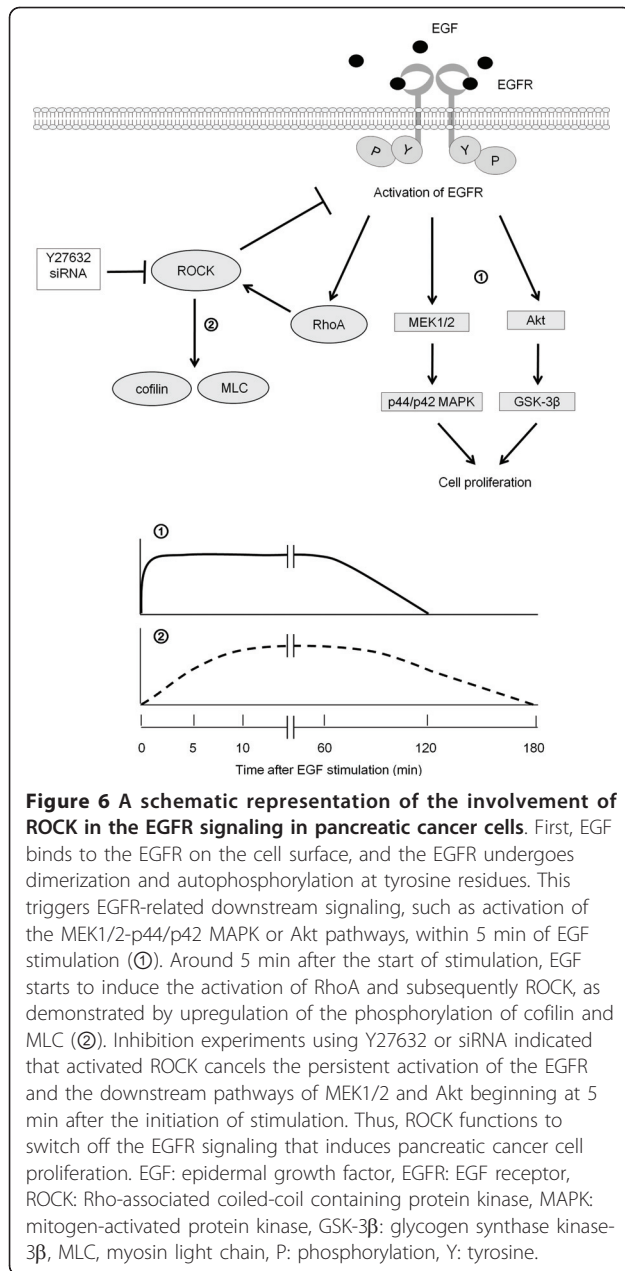 EGF
EGFR
P Y Y P
Activation of EGFR
Y27632
siRNA
ROCK
①
②
RhoA
MEK1/2
Akt
cofilin
MLC
p44/p42 MAPK
GSK-3β
Cell proliferation
①
②
0 5 10 60 120 180
Time after EGF stimulation (min)
Figure 6 A schematic representation of the involvement of
ROCK in the EGFR signaling in pancreatic cancer cells. First, EGF
binds to the EGFR on the cell surface, and the EGFR undergoes
dimerization and autophosphorylation at tyrosine residues. This
triggers EGFR-related downstream signaling, such as activation of
the MEK1/2-p44/p42 MAPK or Akt pathways, within 5 min of EGF
stimulation (①). Around 5 min after the start of stimulation, EGF
starts to induce the activation of RhoA and subsequently ROCK, as
demonstrated by upregulation of the phosphorylation of cofilin and
MLC (②). Inhibition experiments using Y27632 or siRNA indicated
that activated ROCK cancels the persistent activation of the EGFR
and the downstream pathways of MEK1/2 and Akt beginning at 5
min after the initiation of stimulation. Thus, ROCK functions to
switch off the EGFR signaling that induces pancreatic cancer cell
proliferation. EGF: epidermal growth factor, EGFR: EGF receptor,
ROCK: Rho-associated coiled-coil containing protein kinase, MAPK:
mitogen-activated protein kinase, GSK-3β: glycogen synthase kinase-
3β, MLC, myosin light chain, P: phosphorylation, Y: tyrosine.